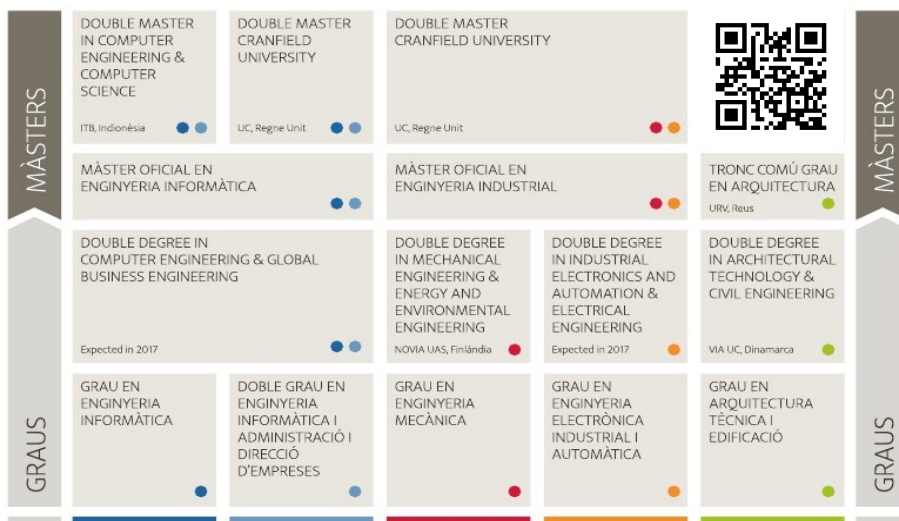 MÀSTERS
DOUBLE MASTER
IN COMPUTER
ENGINEERING &
COMPUTER
SCIENCE
ITB, Indionèsia
DOUBLE MASTER
CRANFIELD
UNIVERSITY
UC, Regne Unit
DOUBLE MASTER
CRANFIELD UNIVERSITY
UC, Regne Unit
MÀSTERS
MÀSTER OFICIAL EN
ENGINYERIA INFORMÀTICA
MÀSTER OFICIAL EN
ENGINYERIA INDUSTRIAL
TRONC COMÚ GRAU
EN ARQUITECTURA
URV, Reus
GRAUS
DOUBLE DEGREE IN
COMPUTER ENGINEERING & GLOBAL
BUSINESS ENGINEERING
Expected in 2017
DOUBLE DEGREE
IN MECHANICAL
ENGINEERING &
ENERGY AND
ENVIRONMENTAL
ENGINEERING
NOVIA UAS, Finlàndia
DOUBLE DEGREE
IN INDUSTRIAL
ELECTRONICS AND
AUTOMATION &
ELECTRICAL
ENGINEERING
Expected in 2017
DOUBLE DEGREE
IN ARCHITECTURAL
TECHNOLOGY &
CIVIL ENGINEERING
VIA UC, Dinamarca
GRAU EN
ENGINYERIA
INFORMÀTICA
DOBLE GRAU EN
ENGINYERIA
INFORMÀTICA I
ADMINISTRACIÓ I
DIRECCIÓ
D'EMPRESES
GRAU EN
ENGINYERIA
MECÀNICA
GRAU EN
ENGINYERIA
ELECTRÒNICA
INDUSTRIAL I
AUTOMÀTICA
GRAU EN
ARQUITECTURA
TÈCNICA I
EDIFICACIÓ
GRAUS